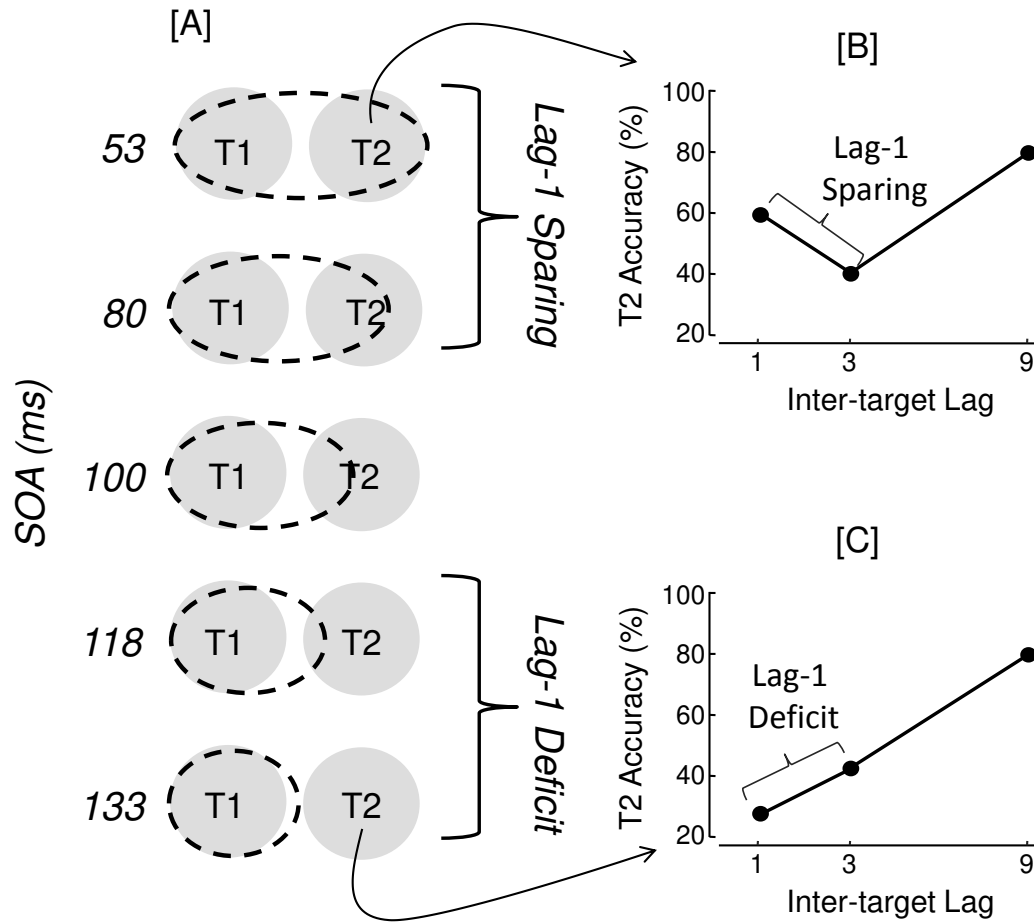 [A]
SOA (ms)
53
T1
T2
80
T1
T2
100
T1
T2
118
T1
T2
133
T1
T2
Lag-1 Sparing
Lag-1 Deficit
[B]
T2 Accuracy (%)
100
80
60
40
20
Lag-1
Sparing
1
3
9
Inter-target Lag
[C]
T2 Accuracy (%)
100
80
60
40
20
Lag-1
Deficit
1
3
9
Inter-target Lag